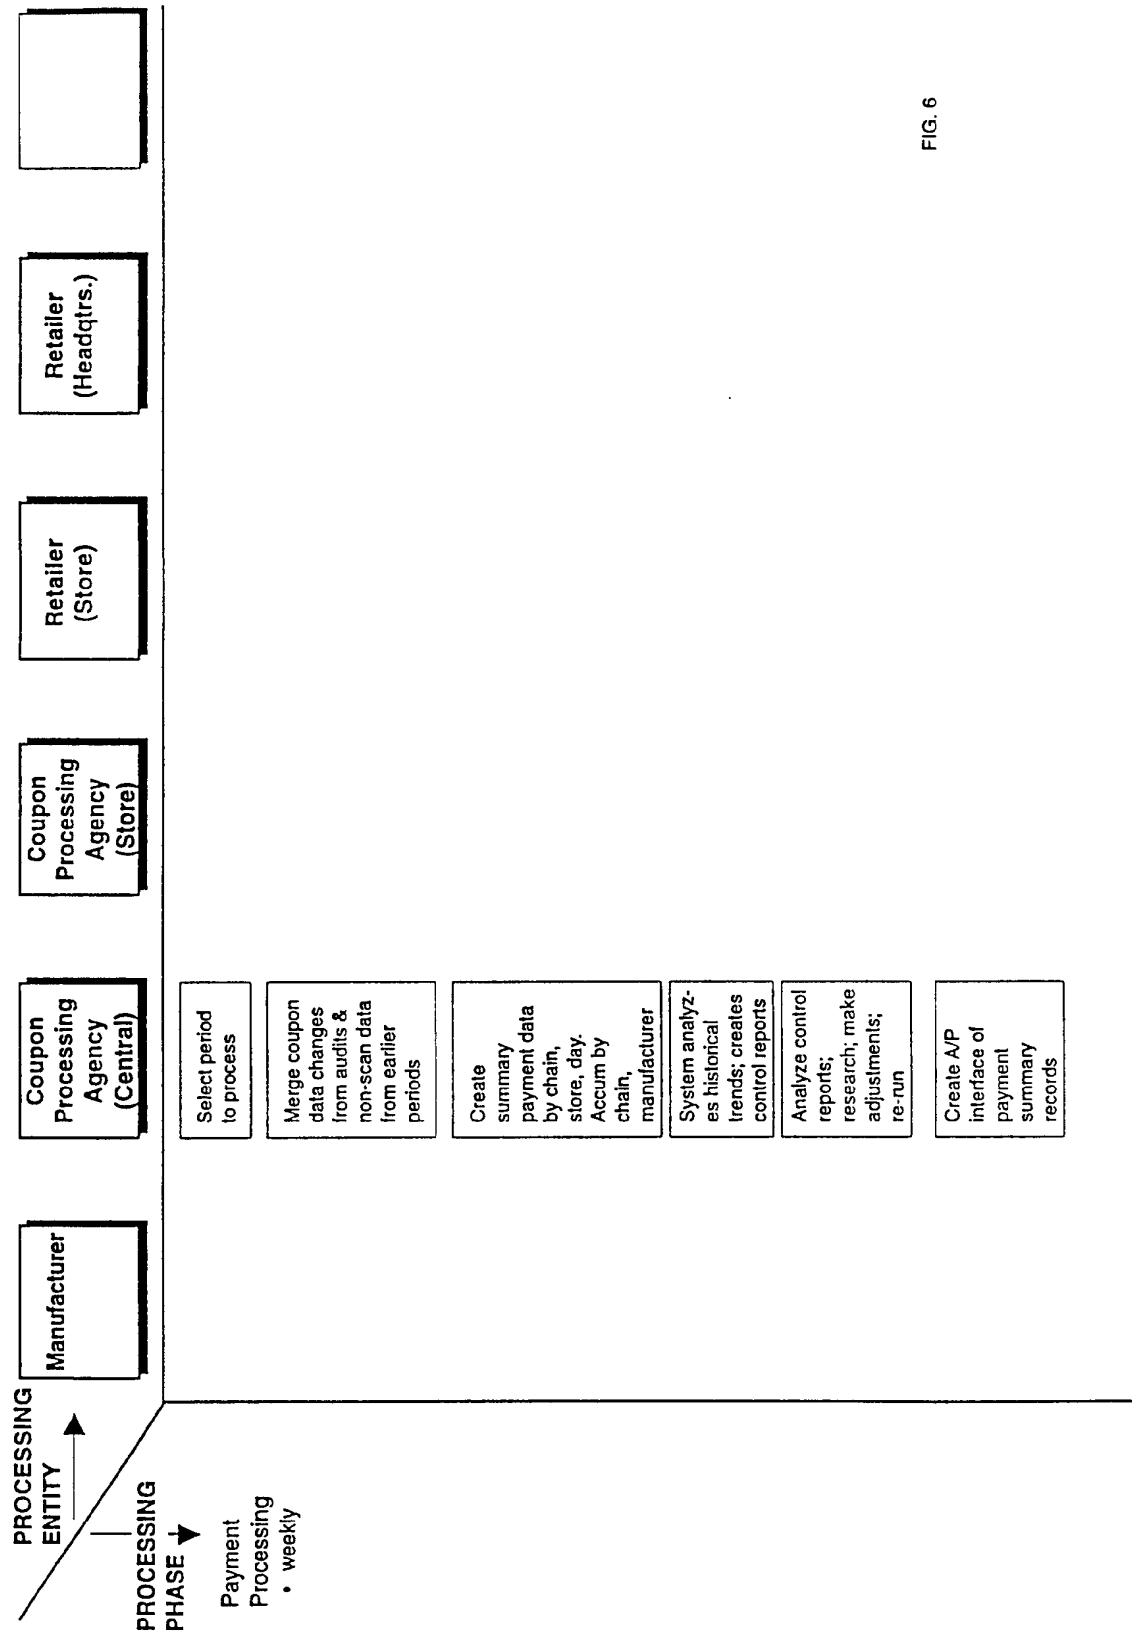 PROCESSING
ENTITY
PROCESSING
PHASE
Manufacturer
Coupon
Processing
Agency
(Central)
Coupon
Processing
Agency
(Store)
Retailer
(Store)
Retailer
(Headqtrs.)
Payment
Processing
• weekly
Select period
to process
Merge coupon
data changes
from audits &
non-scan data
from earlier
periods
Create
summary
payment data
by chain,
store, day.
Accum by
chain,
manufacturer
System analyz-
es historical
trends; creates
control reports
Analyze control
reports;
research; make
adjustments;
re-run
Create A/P
interface of
payment
summary
records
FIG. 6